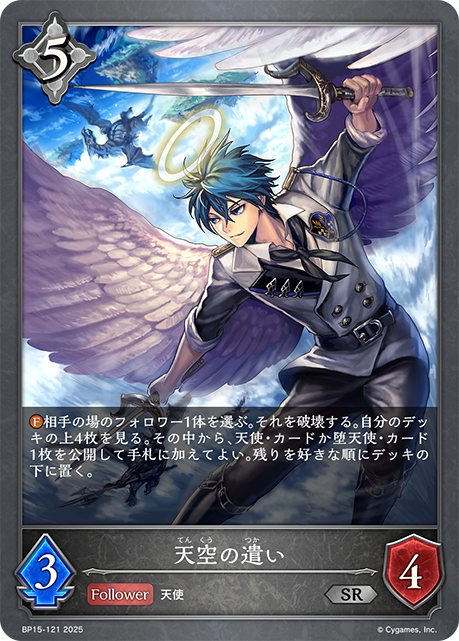 5
F 相手の場のフォロワー1体を選ぶ。それを破壊する。自分のデッ
キの上4枚を見る。その中から、天使・カードか堕天使・カード
1枚を公開して手札に加えてよい。残りを好きな順にデッキの
下に置く。
てんくう つか
天空の遣い
3
Follower 天使
SR
4
BP15-121 2025
© Cygames, Inc.